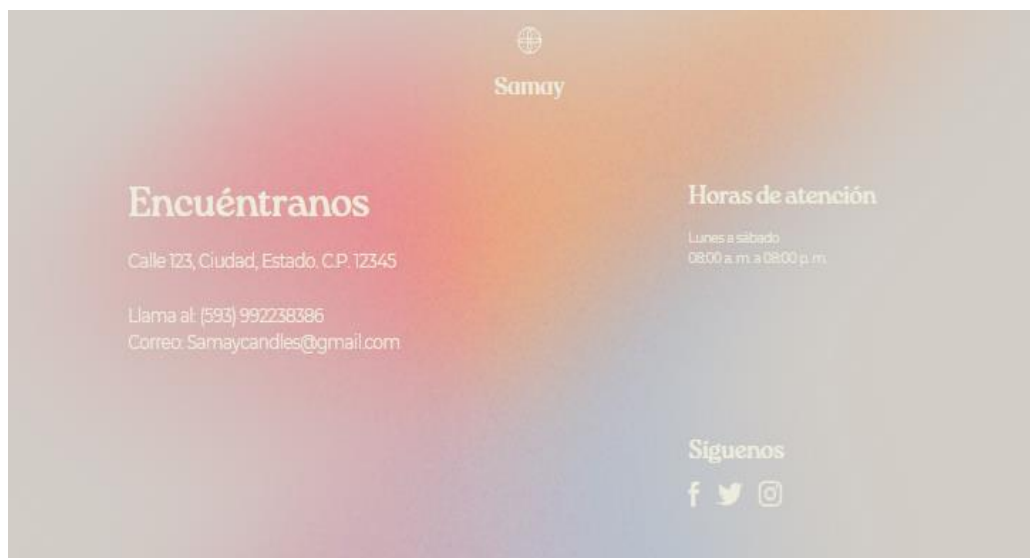 Samay
Encuéntranos
Calle 123, Ciudad, Estado. C.P. 12345
Llama al: (593) 992238386
Correo: Samaycandles@gmail.com
Horas de atención
Lunes a sábado
08:00 a. m. a 08:00 p. m.
Síguenos